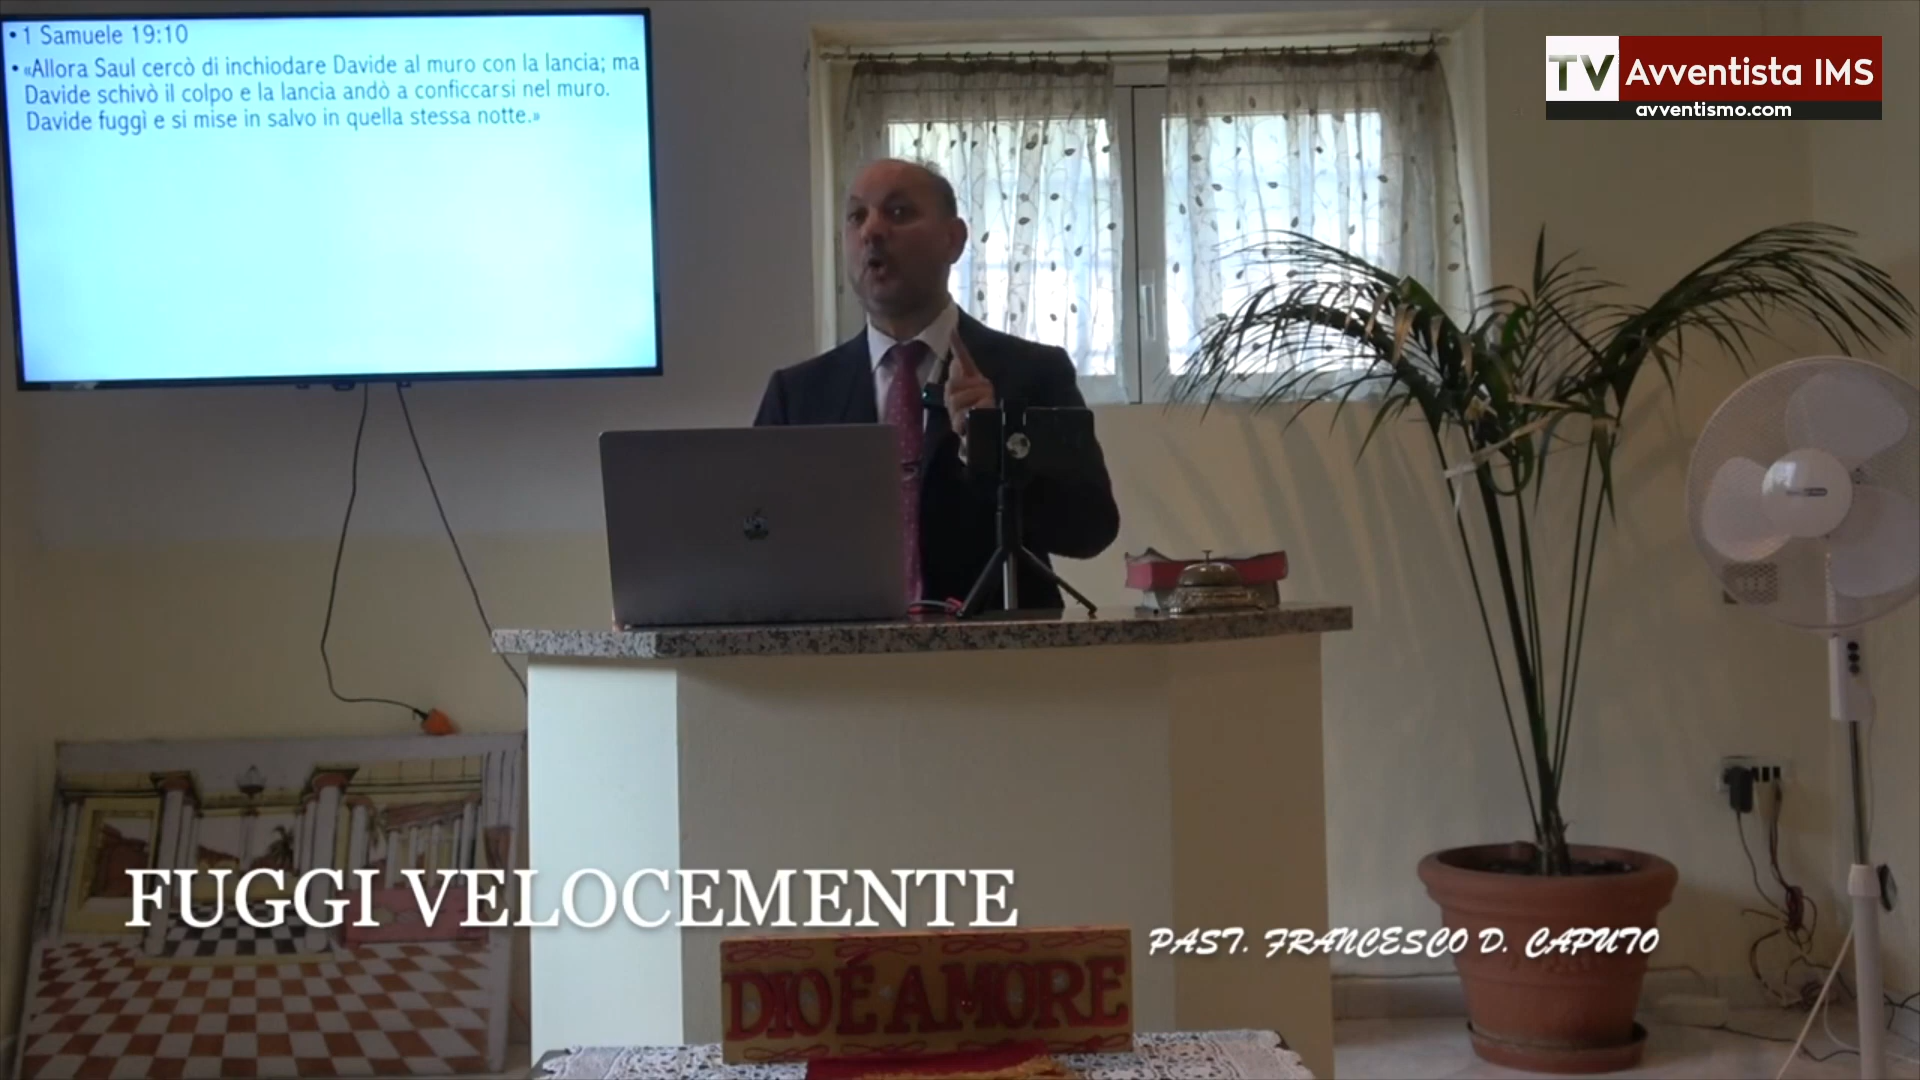 • 1 Samuele 19:10
• «Allora Saul cercò di inchiodare Davide al muro con la lancia; ma
Davide schivò il colpo e la lancia andò a conficcarsi nel muro.
Davide fuggì e si mise in salvo in quella stessa notte.»
TV Avventista IMS
avventismo.com
FUGGI VELOCEMENTE
PAST. FRANCESCO D. CAPUTO
DIO É AMORE